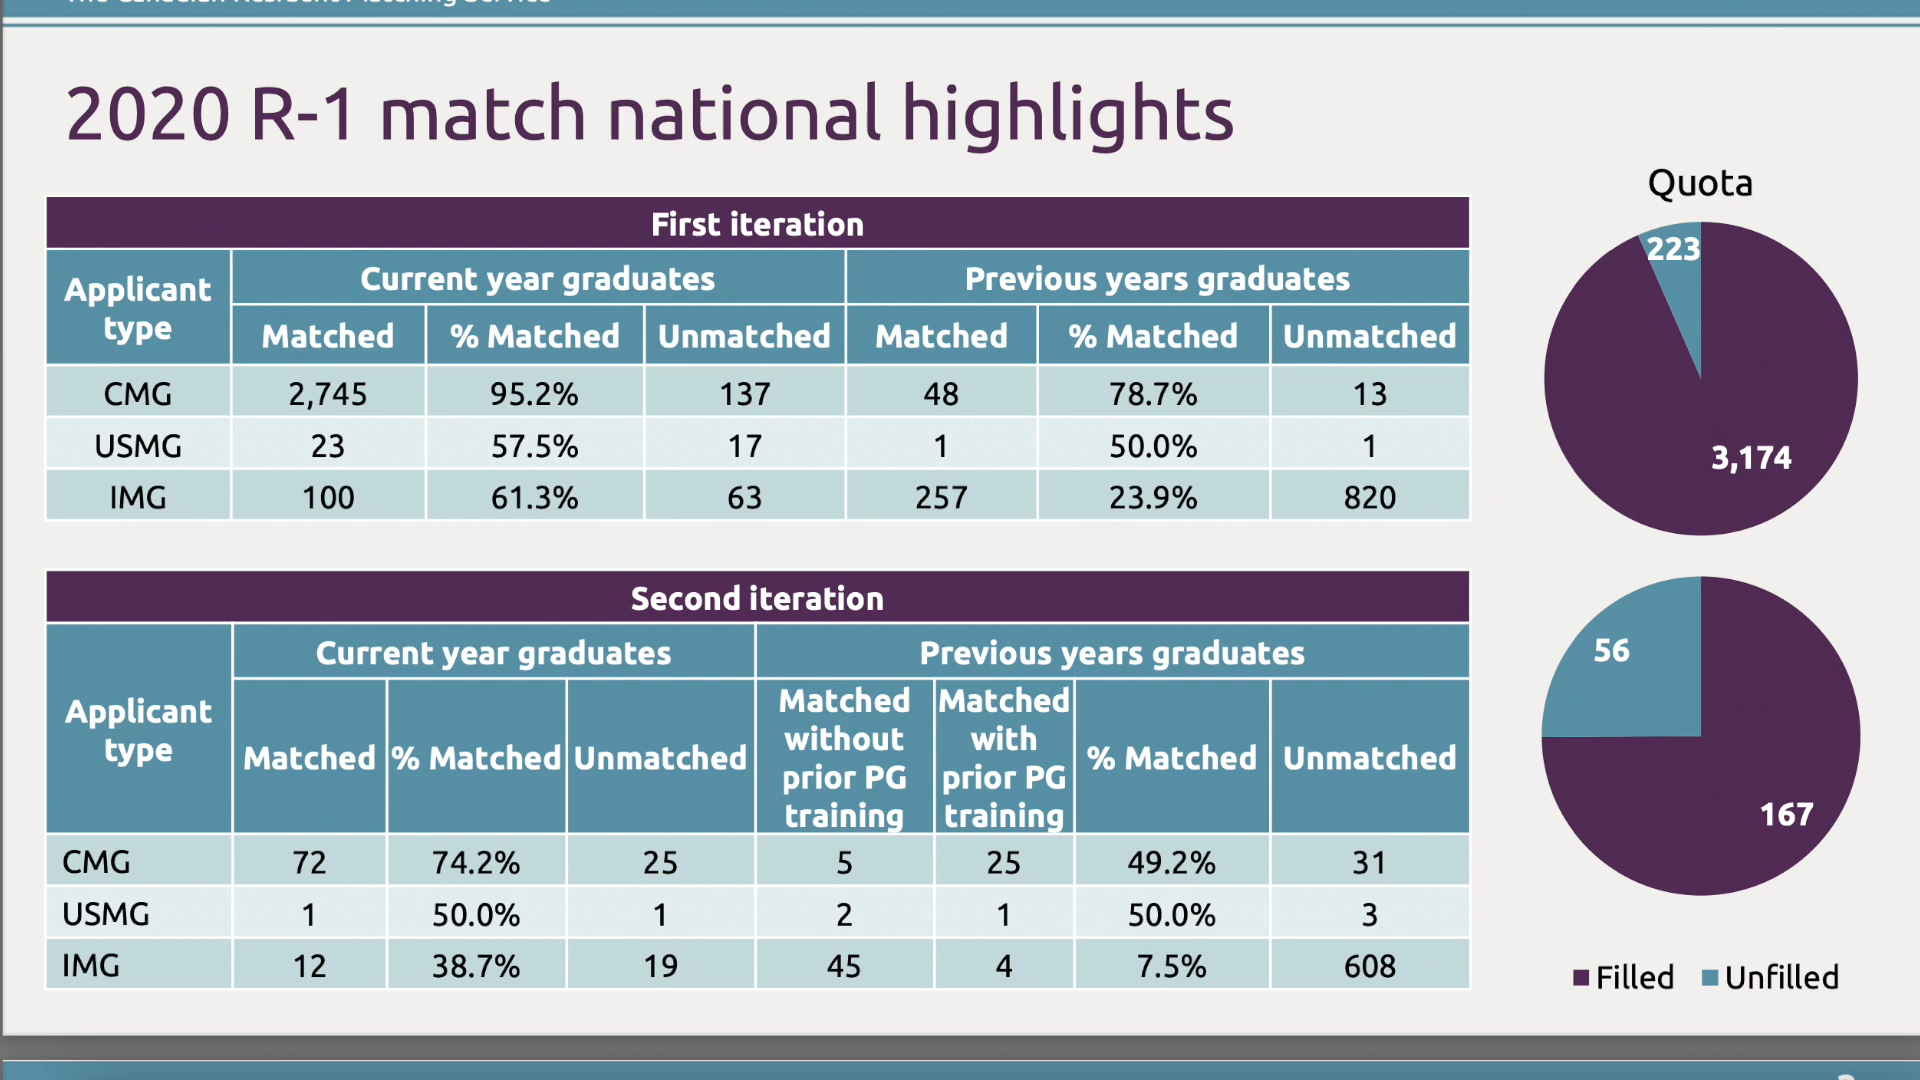 The Canadian Resident Matching Service
2020 R-1 match national highlights
Quota
First iteration
Applicant type
Current year graduates
Previous years graduates
Matched % Matched Unmatched Matched % Matched Unmatched
CMG 2,745 95.2% 137 48 78.7% 13
USMG 23 57.5% 17 1 50.0% 1
IMG 100 61.3% 63 257 23.9% 820
223
3,174
Second iteration
Applicant type
Current year graduates
Previous years graduates
Matched % Matched Unmatched Matched without prior PG training Matched with prior PG training % Matched Unmatched
CMG 72 74.2% 25 5 25 49.2% 31
USMG 1 50.0% 1 2 1 50.0% 3
IMG 12 38.7% 19 45 4 7.5% 608
56
167
Filled Unfilled